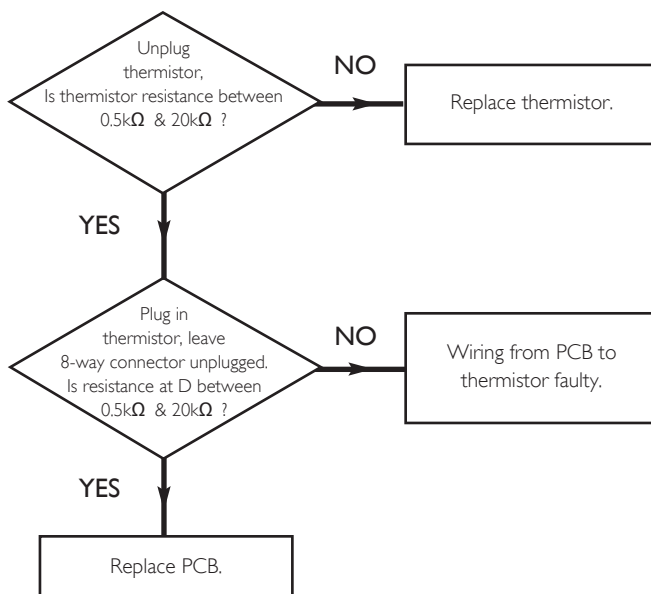 Unplug
thermistor,
Is thermistor resistance between
0.5kΩ & 20kΩ ?
NO
Replace thermistor.
YES
Plug in
thermistor, leave
8-way connector unplugged.
Is resistance at D between
0.5kΩ & 20kΩ ?
NO
Wiring from PCB to
thermistor faulty.
YES
Replace PCB.